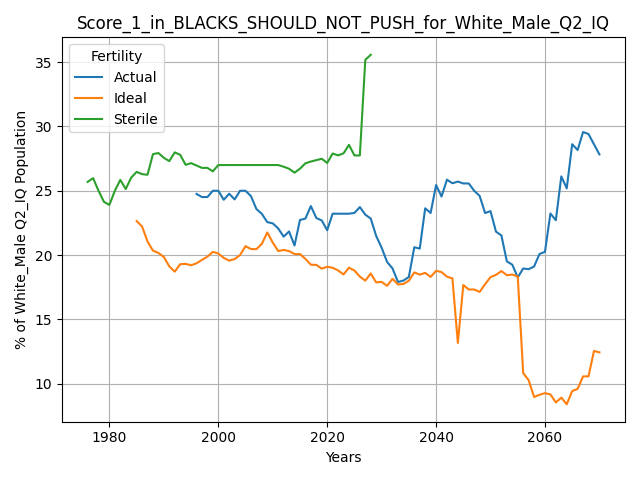 Score_1_in_BLACKS_SHOULD_NOT_PUSH_for_White_Male_Q2_IQ
Fertility
Actual
Ideal
Sterile
% of White_Male Q2_IQ Population
35
30
25
20
15
10
1980
2000
2020
2040
2060
Years